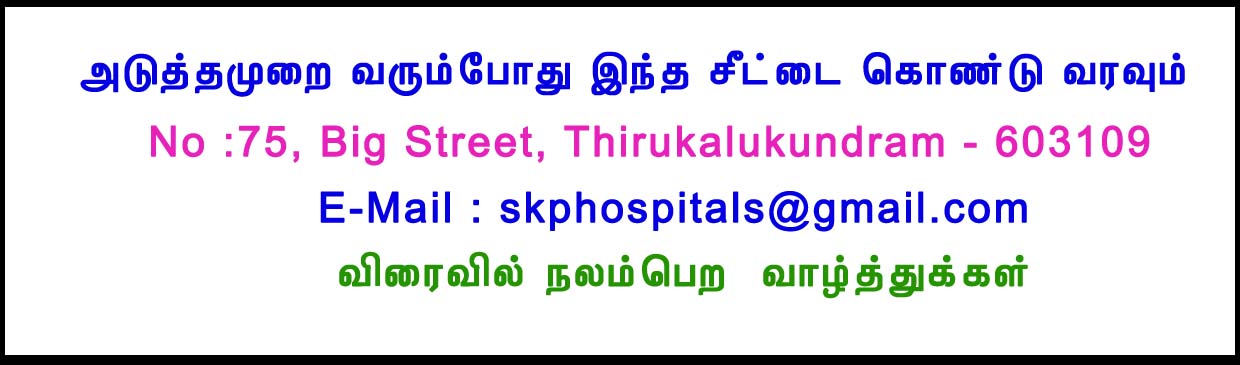 அடுத்தமுறை வரும்போது இந்த சீட்டை கொண்டு வரவும்
No :75, Big Street, Thirukalukundram - 603109
E-Mail : skphospitals@gmail.com
விரைவில் நலம்பெற வாழ்த்துக்கள்